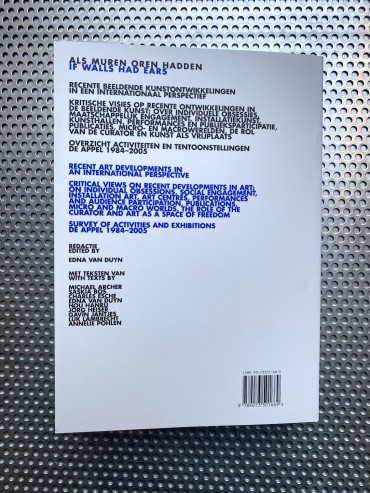 ALS MUREN OREN HADDEN
IF WALLS HAD EARS
RECENTE BEELDENDE KUNSTONTWIKKELINGEN
IN EEN INTERNATIONAAL PERSPECTIEF
KRITISCHE VISIES OP RECENTE ONTWIKKELINGEN IN
DE BEELDENDE KUNST: OVER INDIVIDUELE OBSESSIES,
MAATSCHAPPELIJK ENGAGEMENT, INSTALLATIEKUNST,
KUNSTHALLEN, PERFORMANCES EN PUBLIEKSPARTICIPATIE,
PUBLICATIES, MICRO- EN MACROWERELDEN, DE ROL
VAN DE CURATOR EN KUNST ALS VRIJPLAATS
OVERZICHT ACTIVITEITEN EN TENTOONSTELLINGEN
DE APPEL 1984–2005
RECENT ART DEVELOPMENTS IN
AN INTERNATIONAL PERSPECTIVE
CRITICAL VIEWS ON RECENT DEVELOPMENTS IN ART:
ON INDIVIDUAL OBSESSIONS, SOCIAL ENGAGEMENT,
INSTALLATION ART, ART CENTRES, PERFORMANCES
AND AUDIENCE PARTICIPATION, PUBLICATIONS,
MICRO AND MACRO WORLDS, THE ROLE OF THE
CURATOR AND ART AS A SPACE OF FREEDOM
SURVEY OF ACTIVITIES AND EXHIBITIONS
DE APPEL 1984–2005
REDACTIE
EDITED BY
EDNA VAN DUYN
MET TEKSTEN VAN
WITH TEXTS BY
MICHAEL ARCHER
SASKIA BOS
CHARLES ESCHE
EDNA VAN DUYN
HOU HANRU
JÖRG HEISER
GAVIN JANTJES
LUK LAMBRECHT
ANNELIE POHLEN
ISBN